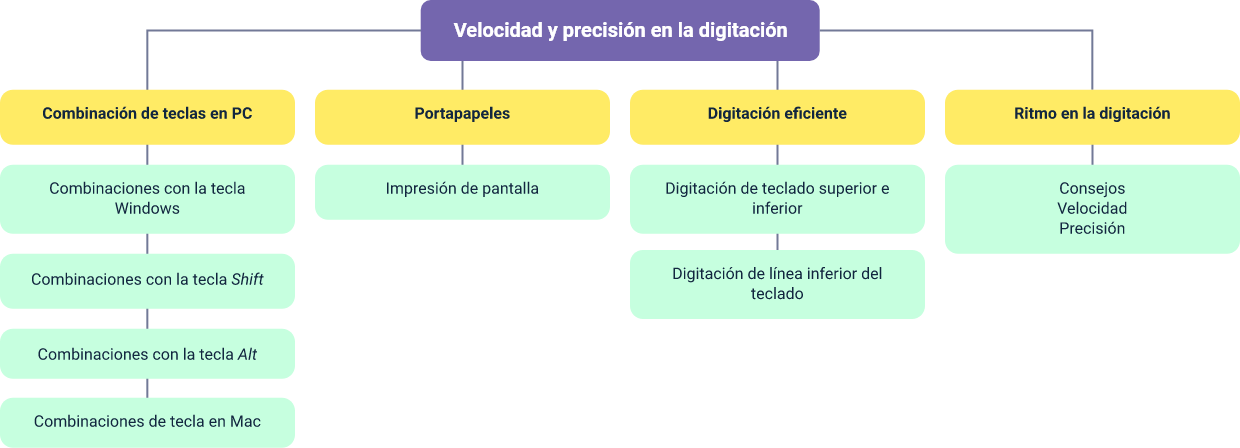 Velocidad y precisión en la digitación
Combinación de teclas en PC
Combinaciones con la tecla
Windows
Combinaciones con la tecla Shift
Combinaciones con la tecla Alt
Combinaciones de tecla en Mac
Portapapeles
Impresión de pantalla
Digitación eficiente
Digitación de teclado superior e
inferior
Digitación de línea inferior del
teclado
Ritmo en la digitación
Consejos
Velocidad
Precisión